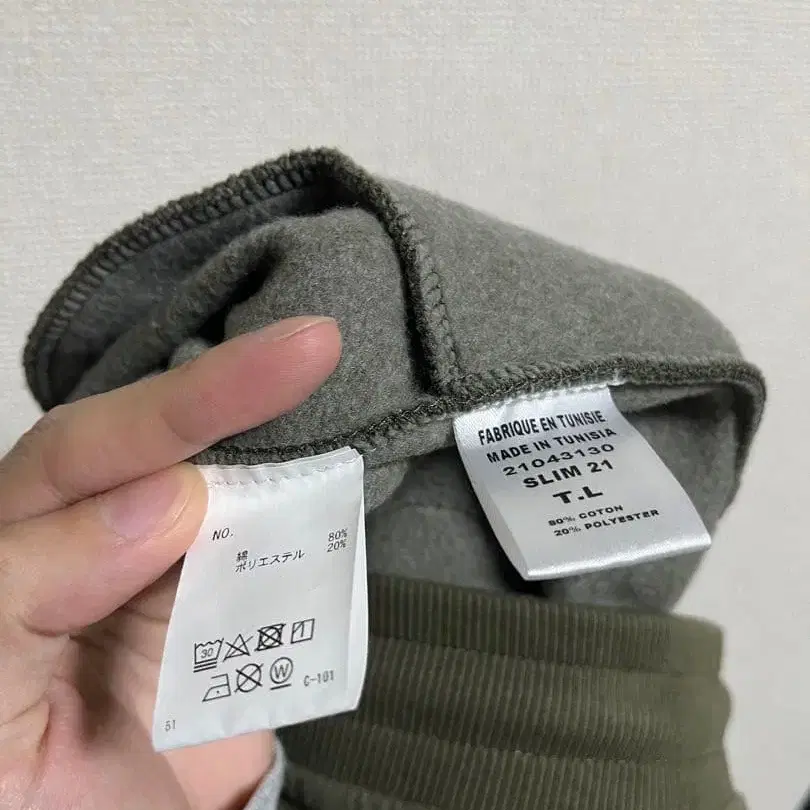 NO.
綿 80%
ポリエステル 20%
30
W
C-101
51
FABRIQUE EN TUNISIE
MADE IN TUNISIA
21043130
SLIM 21
T.L
80% COTON
20% POLYESTER